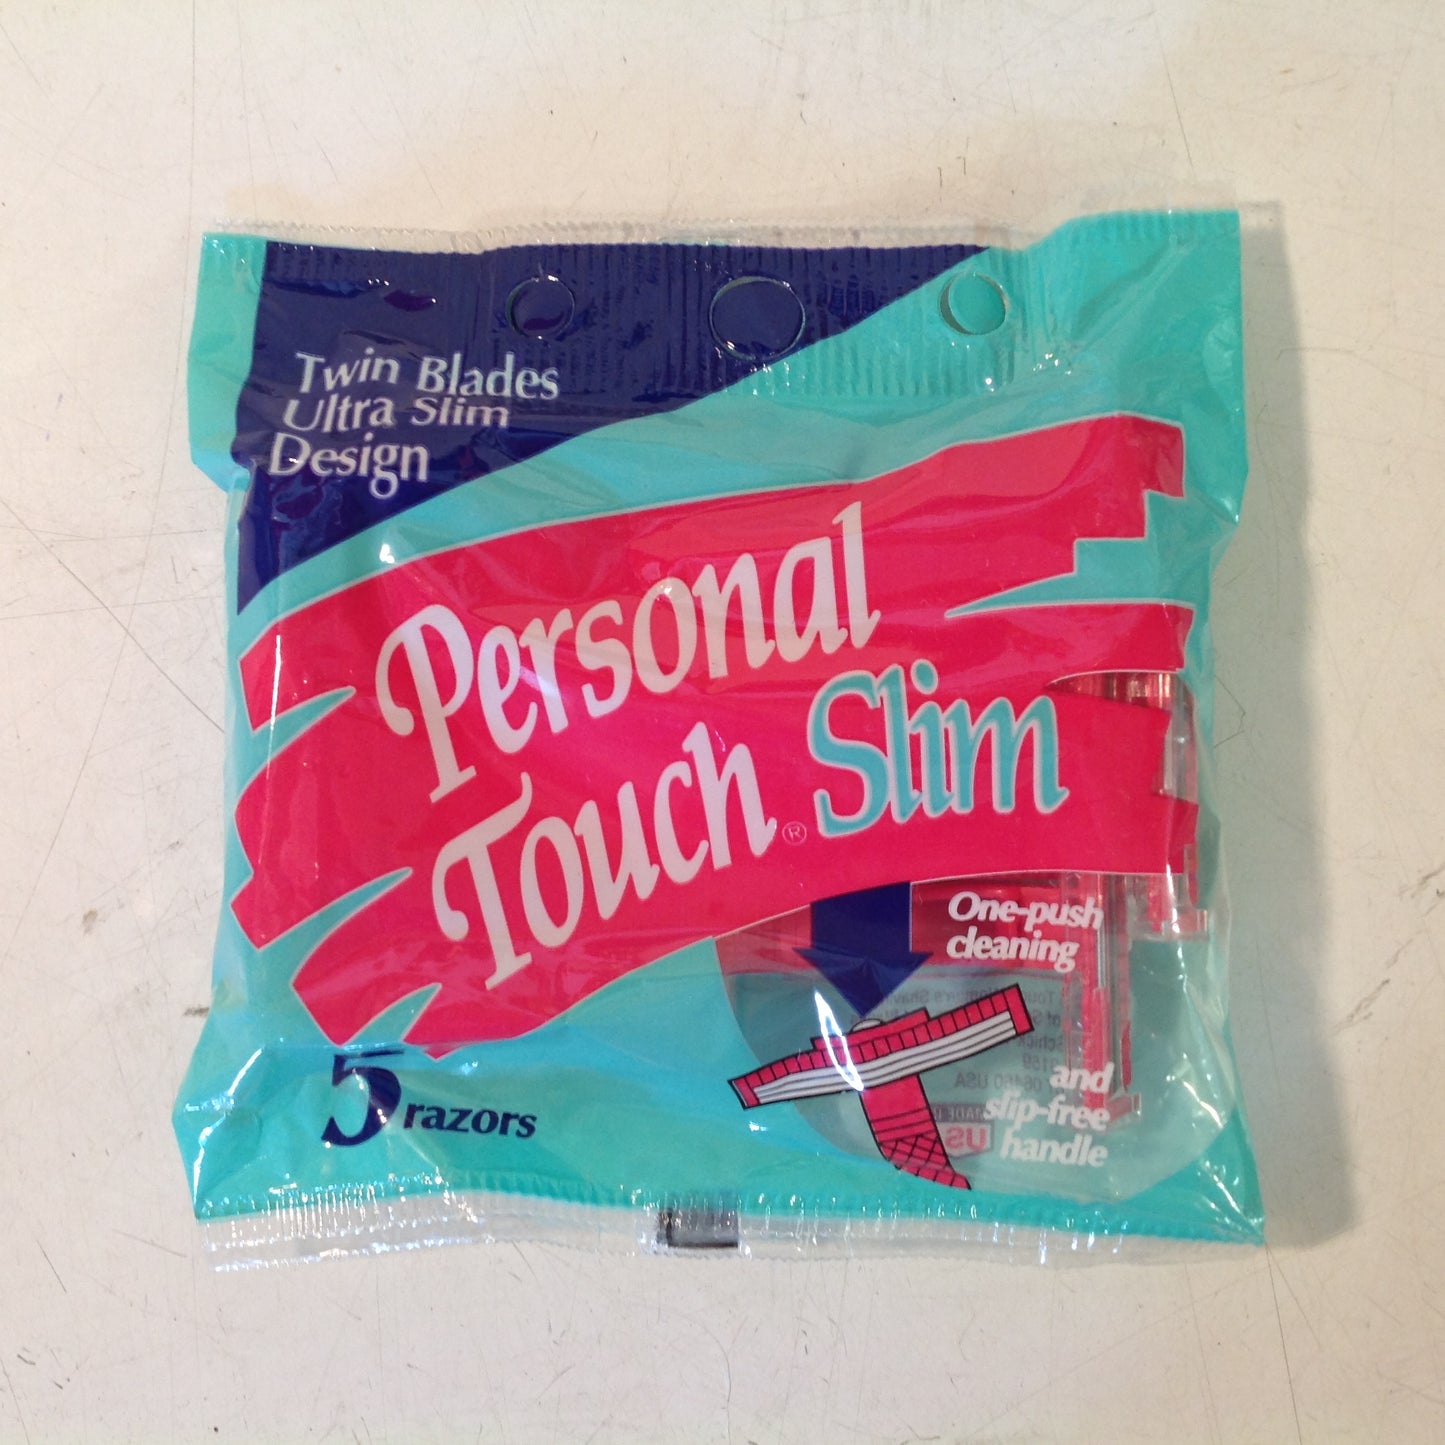 Twin Blades
Ultra Slim
Design
Personal
Touch® Slim
One-push
cleaning
and
slip-free
handle
5 razors